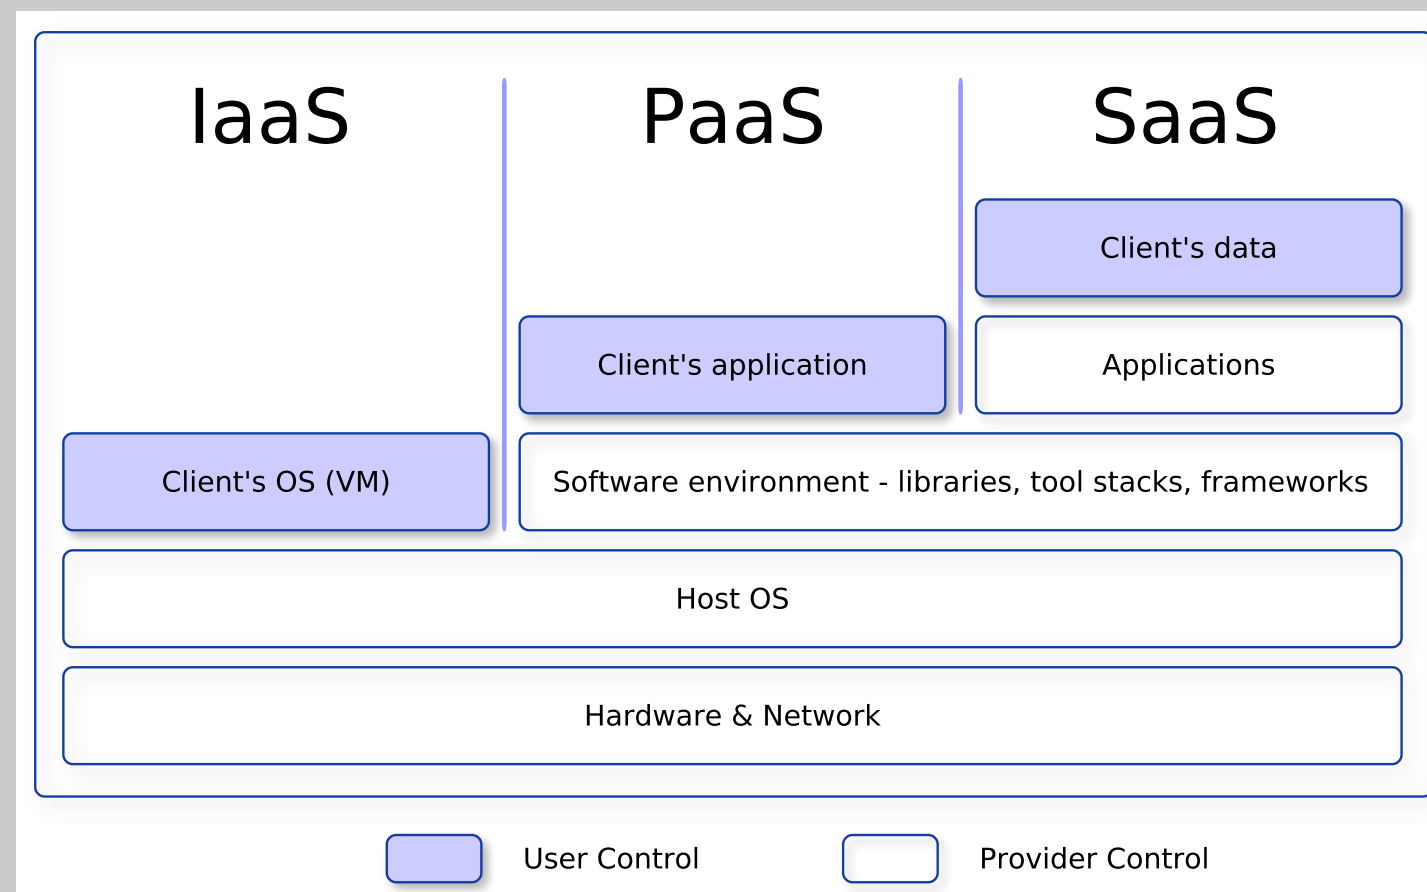 IaaS
PaaS
SaaS
Client's data
Client's application
Applications
Client's OS (VM)
Software environment - libraries, tool stacks, frameworks
Host OS
Hardware & Network
User Control
Provider Control